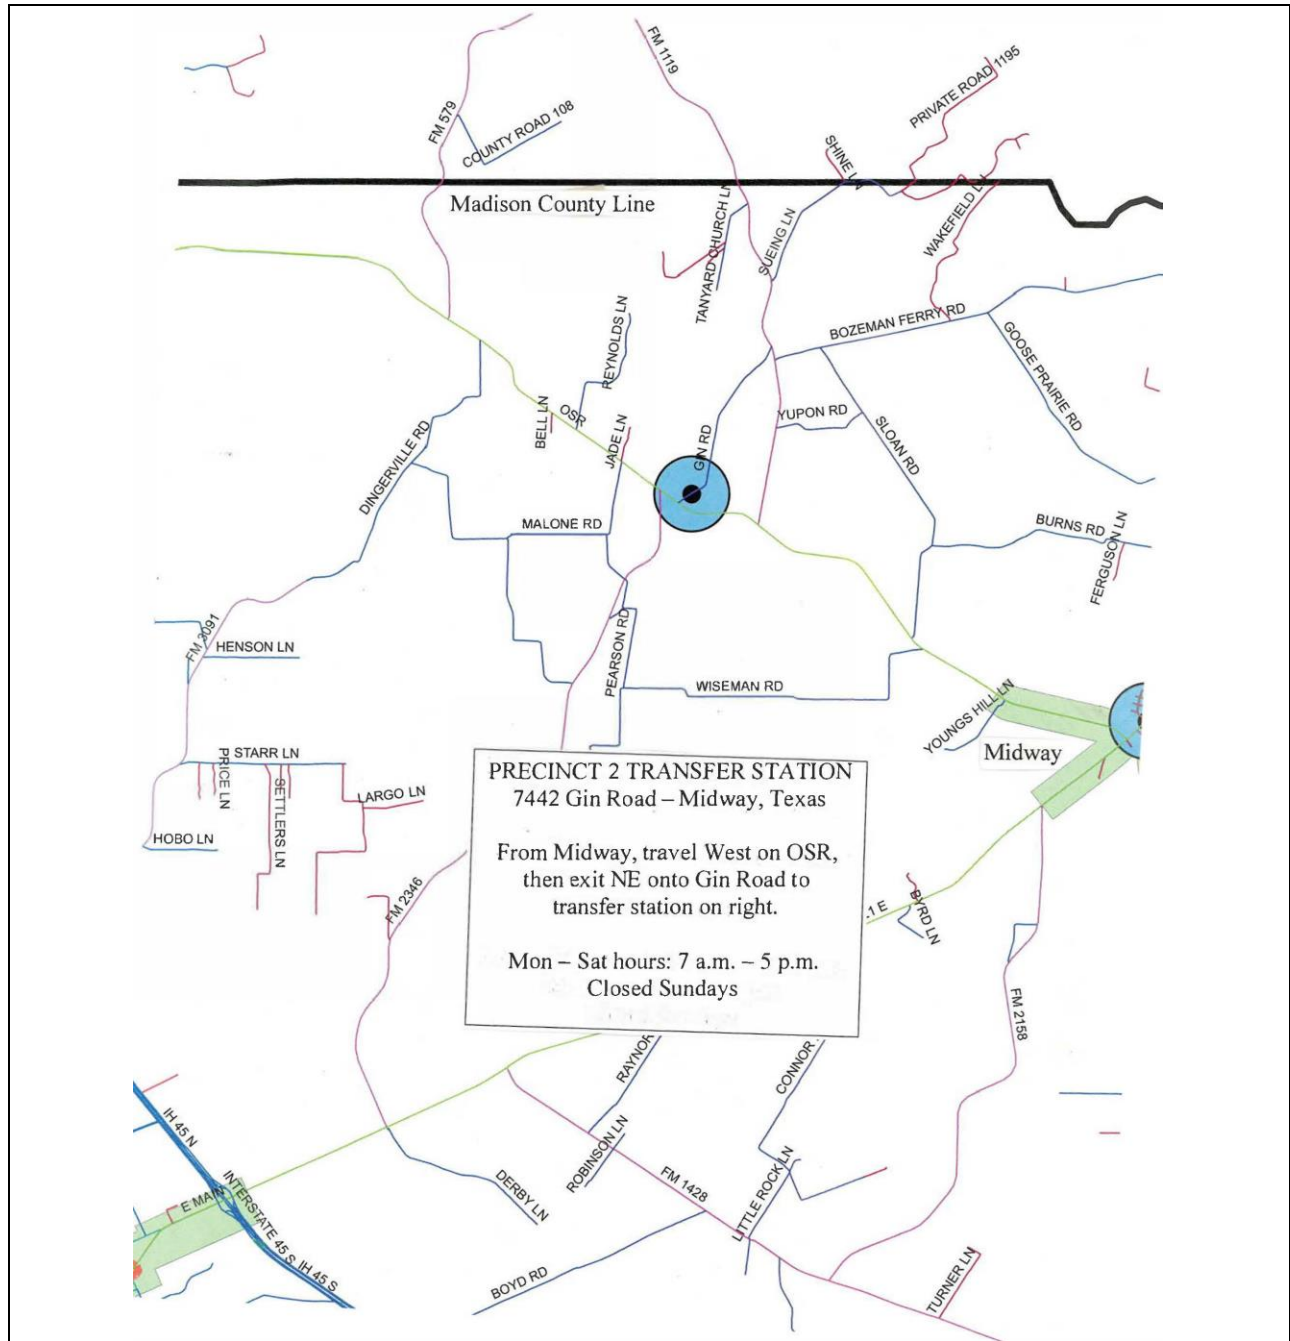 FM 1119
PRIVATE ROAD 1195
FM 579
COUNTY ROAD 108
SHINE LN
Madison County Line
TANYARD CHURCH LN
SUEING LN
WAKEFIELD LN
REYNOLDS LN
BOZEMAN FERRY RD
GOOSE PRAIRIE RD
BELL LN
OSR
JADE LN
YUPON RD
SLOAN RD
DINGERVILLE RD
GIN RD
MALONE RD
BURNS RD
FERGUSON LN
FM 3091
HENSON LN
PEARSON RD
WISEMAN RD
YOUNGS HILL LN
Midway
STARR LN
PRICE LN
SETTLERS LN
LARGO LN
HOBO LN
PRECINCT 2 TRANSFER STATION
7442 Gin Road – Midway, Texas
From Midway, travel West on OSR,
then exit NE onto Gin Road to
transfer station on right.
Mon – Sat hours: 7 a.m. – 5 p.m.
Closed Sundays
FM 2346
1 E
BYRD LN
FM 2158
RAYNOR
CONNOR
IH 45 N
INTERSTATE 45 S
IH 45 S
E MAIN
DERBY LN
ROBINSON LN
FM 1428
LITTLE ROCK LN
BOYD RD
TURNER LN